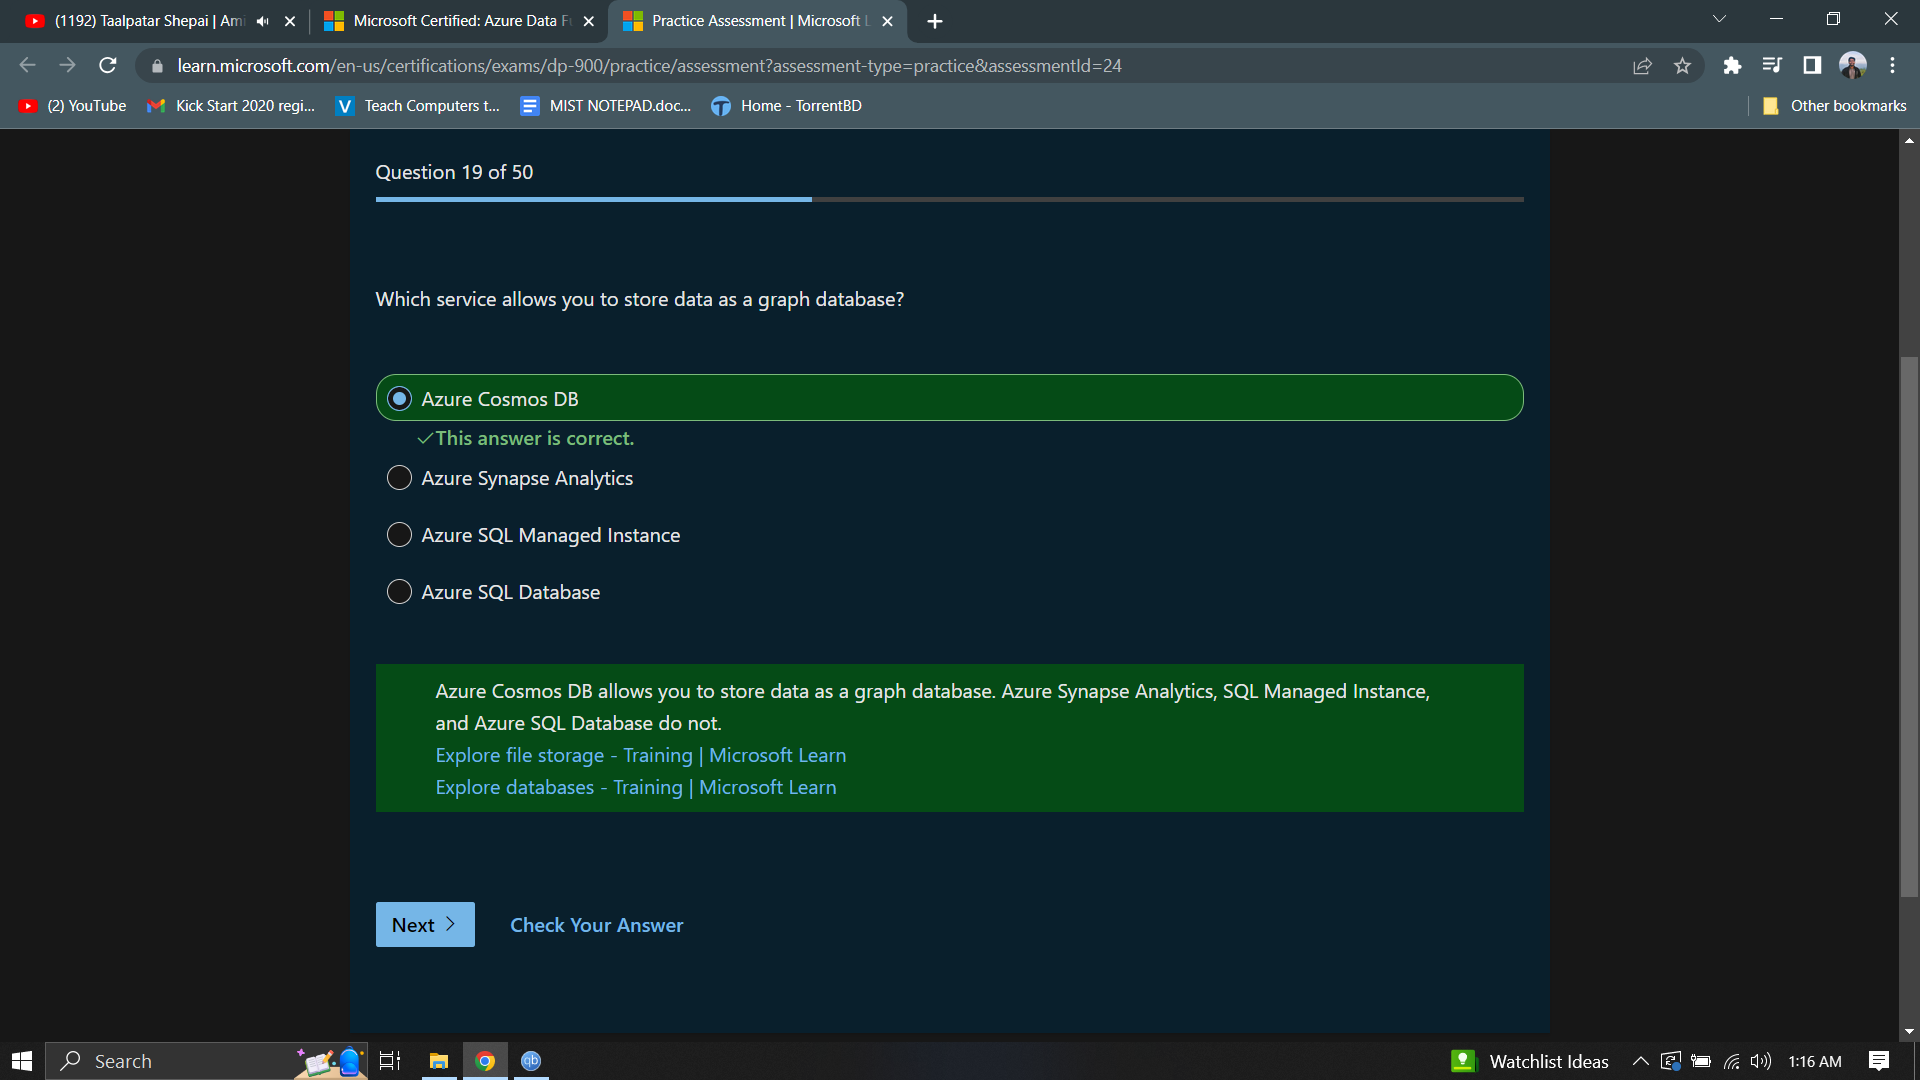 (1192) Taalpatar Shepai | Ami
Microsoft Certified: Azure Data F
Practice Assessment | Microsoft L
learn.microsoft.com/en-us/certifications/exams/dp-900/practice/assessment?assessment-type=practice&assessmentId=24
(2) YouTube
Kick Start 2020 regi...
V
Teach Computers t...
MIST NOTEPAD.doc...
Home - TorrentBD
Other bookmarks
Question 19 of 50
Which service allows you to store data as a graph database?
Azure Cosmos DB
This answer is correct.
Azure Synapse Analytics
Azure SQL Managed Instance
Azure SQL Database
Azure Cosmos DB allows you to store data as a graph database. Azure Synapse Analytics, SQL Managed Instance,
and Azure SQL Database do not.
Explore file storage - Training | Microsoft Learn
Explore databases - Training | Microsoft Learn
Next
Check Your Answer
Search
qb
Watchlist Ideas
1:16 AM